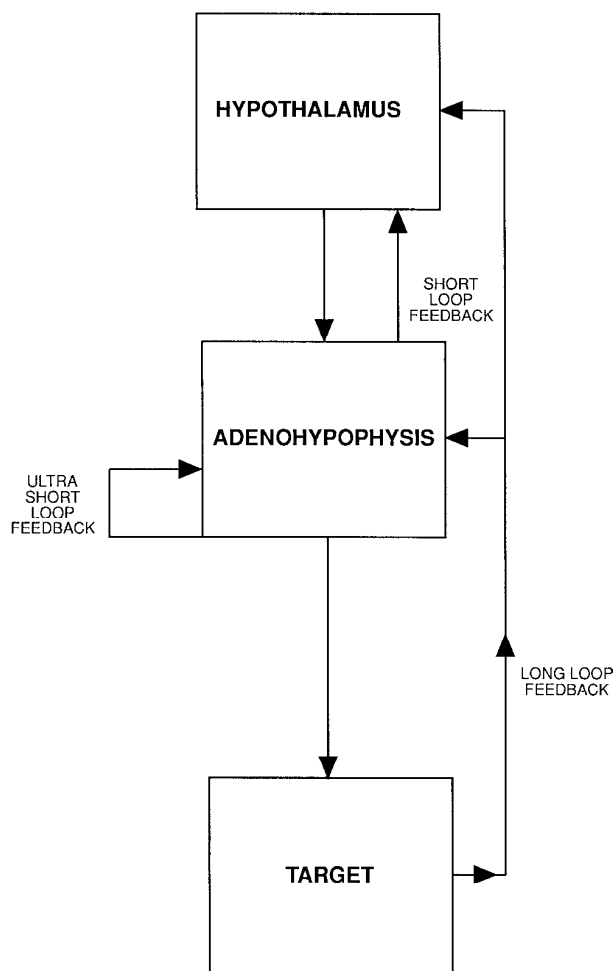 HYPOTHALAMUS
SHORT
LOOP
FEEDBACK
ADENOHYPOPHYSIS
ULTRA
SHORT
LOOP
FEEDBACK
LONG LOOP
FEEDBACK
TARGET